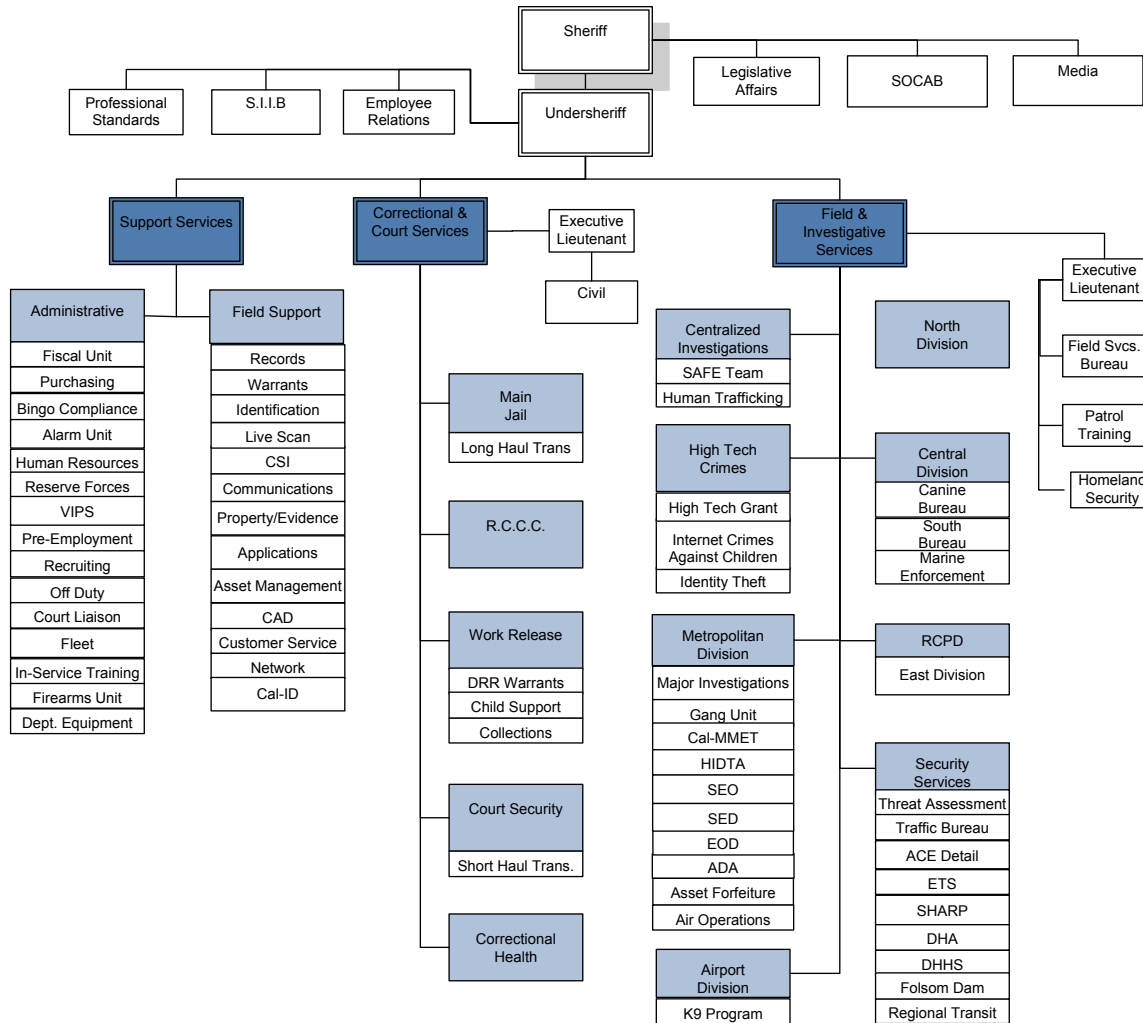 Sheriff
Legislative
Affairs
SOCAB
Media
Professional
Standards
S.I.I.B
Employee
Relations
Undersheriff
Support Services
Correctional &
Court Services
Executive
Lieutenant
Civil
Field &
Investigative
Services
Executive
Lieutenant
Field Svcs.
Bureau
Patrol
Training
Homeland
Security
Administrative
Fiscal Unit
Purchasing
Bingo Compliance
Alarm Unit
Human Resources
Reserve Forces
VIPS
Pre-Employment
Recruiting
Off Duty
Court Liaison
Fleet
In-Service Training
Firearms Unit
Dept. Equipment
Field Support
Records
Warrants
Identification
Live Scan
CSI
Communications
Property/Evidence
Applications
Asset Management
CAD
Customer Service
Network
Cal-ID
Main
Jail
Long Haul Trans
R.C.C.C.
Work Release
DRR Warrants
Child Support
Collections
Court Security
Short Haul Trans.
Correctional
Health
Centralized
Investigations
SAFE Team
Human Trafficking
High Tech
Crimes
High Tech Grant
Internet Crimes
Against Children
Identity Theft
Metropolitan
Division
Major Investigations
Gang Unit
Cal-MMET
HIDTA
SEO
SED
EOD
ADA
Asset Forfeiture
Air Operations
Airport
Division
K9 Program
North
Division
Central
Division
Canine
Bureau
South
Bureau
Marine
Enforcement
RCPD
East Division
Security
Services
Threat Assessment
Traffic Bureau
ACE Detail
ETS
SHARP
DHA
DHHS
Folsom Dam
Regional Transit